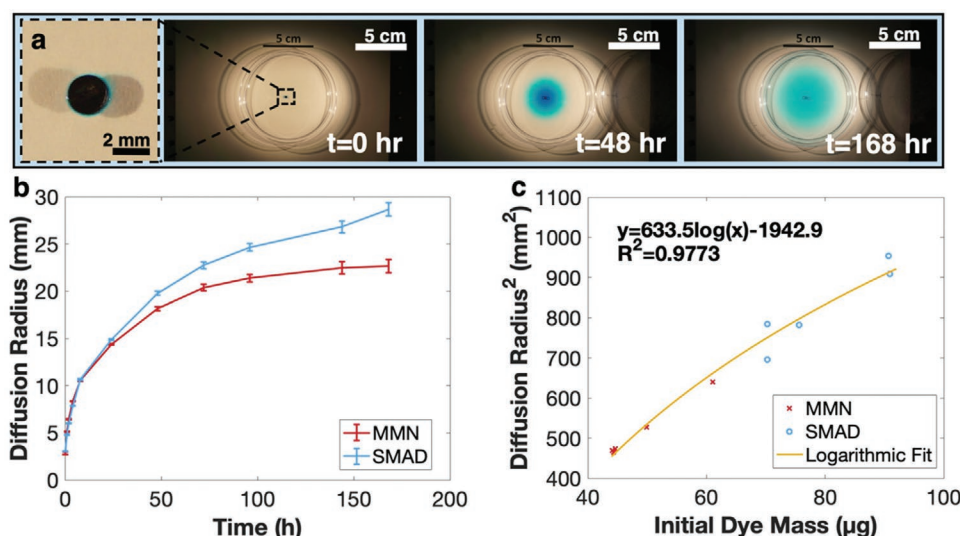 a
2 mm
5 cm
5 cm
t=0 hr
5 cm
5 cm
t=48 hr
5 cm
5 cm
t=168 hr
b
Diffusion Radius (mm)
30
25
20
15
10
5
0
0
50
100
150
200
Time (h)
MMN
SMAD
c
Diffusion Radius² (mm²)
1100
1000
900
800
700
600
500
400
40
60
80
100
Initial Dye Mass (µg)
y=633.5log(x)-1942.9
R²=0.9773
MMN
SMAD
Logarithmic Fit